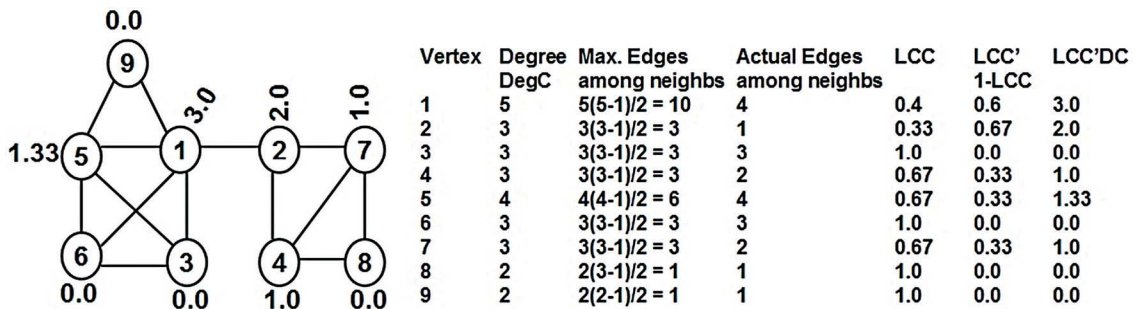 0.0
9
3.0
2.0
1.0
1.33
5
1
2
7
6
3
4
8
0.0
0.0
1.0
0.0
Vertex Degree Max. Edges Actual Edges LCC LCC' LCC'DC
DegC among neighbs among neighbs 1-LCC
1 5 5(5-1)/2 = 10 4 0.4 0.6 3.0
2 3 3(3-1)/2 = 3 1 0.33 0.67 2.0
3 3 3(3-1)/2 = 3 3 1.0 0.0 0.0
4 3 3(3-1)/2 = 3 2 0.67 0.33 1.0
5 4 4(4-1)/2 = 6 4 0.67 0.33 1.33
6 3 3(3-1)/2 = 3 3 1.0 0.0 0.0
7 3 3(3-1)/2 = 3 2 0.67 0.33 1.0
8 2 2(3-1)/2 = 1 1 1.0 0.0 0.0
9 2 2(2-1)/2 = 1 1 1.0 0.0 0.0